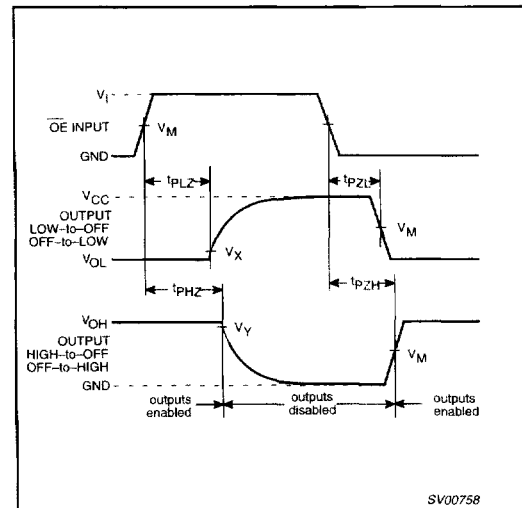 VI
OE INPUT
VM
GND
tPLZ
tPZL
VCC
OUTPUT
LOW-to-OFF
OFF-to-LOW
VM
VX
VOL
tPHZ
tPZH
VOH
VY
OUTPUT
HIGH-to-OFF
OFF-to-HIGH
VM
GND
outputs enabled
outputs disabled
outputs enabled
SV00758